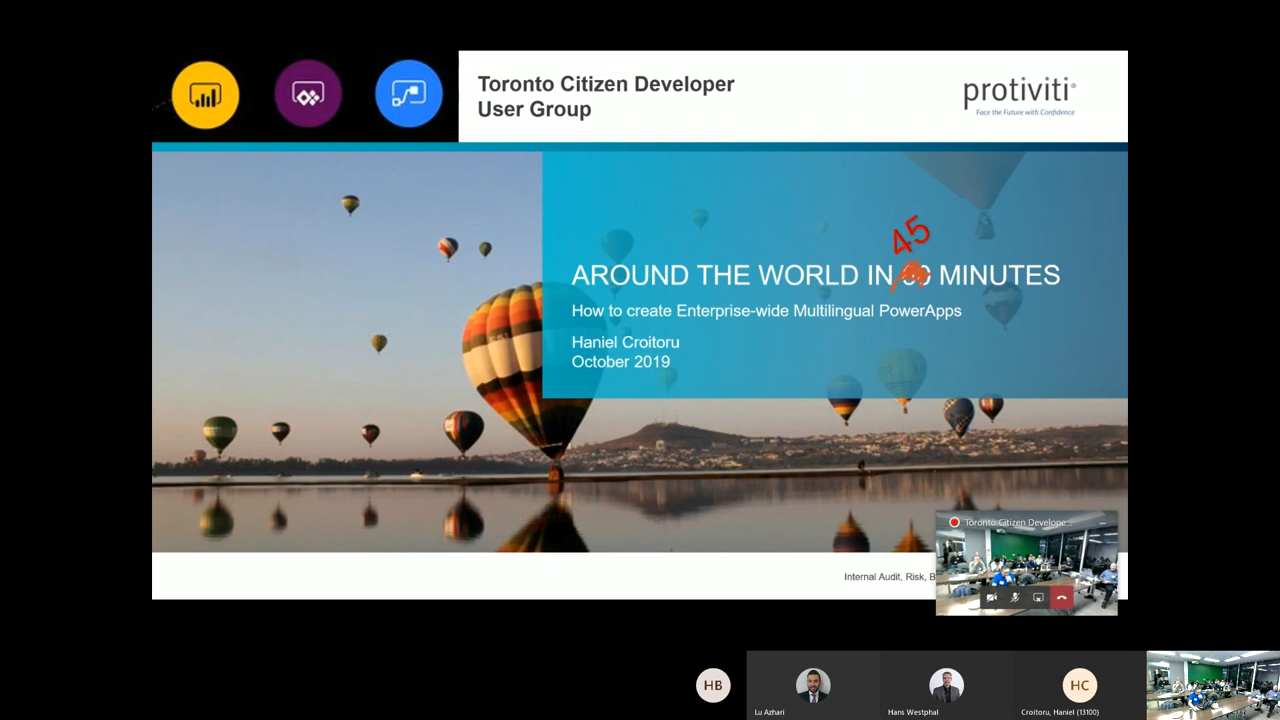 Toronto Citizen Developer
User Group
protiviti®
Face the Future with Confidence
45
AROUND THE WORLD IN MINUTES
How to create Enterprise-wide Multilingual PowerApps
Haniel Croitoru
October 2019
Internal Audit, Risk, B
Toronto Citizen Develope...
HB
HC
Lu Azhari
Hans Westphal
Croitoru, Haniel (13100)